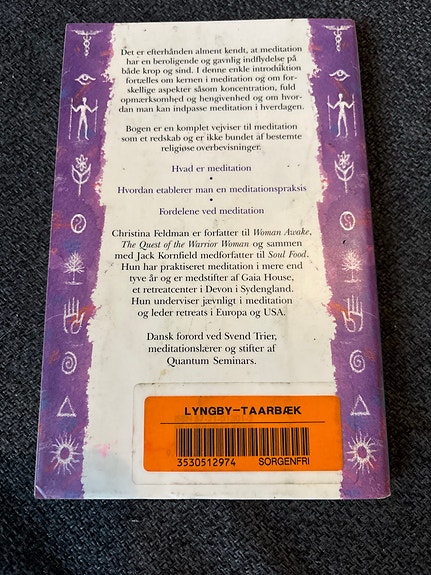 Det er efterhånden alment kendt, at meditation
har en beroligende og gavnlig indflydelse på
både krop og sind. I denne enkle introduktion
fortælles om kernen i meditation og om for-
skellige aspekter såsom koncentration, fuld
opmærksomhed og hengivenhed og om hvor-
dan man kan indpasse meditation i hverdagen.
Bogen er en komplet vejviser til meditation
som et redskab og er ikke bundet af bestemte
religiøse overbevisninger.
Hvad er meditation
•
Hvordan etablerer man en meditationspraksis
•
Fordelene ved meditation
Christina Feldman er forfatter til Woman Awake,
The Quest of the Warrior Woman og sammen
med Jack Kornfield medforfatter til Soul Food.
Hun har praktiseret meditation i mere end
tyve år og er medstifter af Gaia House,
et retreatcenter i Devon i Sydengland.
Hun underviser jævnligt i meditation
og leder retreats i Europa og USA.
Dansk forord ved Svend Trier,
meditationslærer og stifter af
Quantum Seminars.
LYNGBY-TAARBÆK
3530512974 SORGENFRI